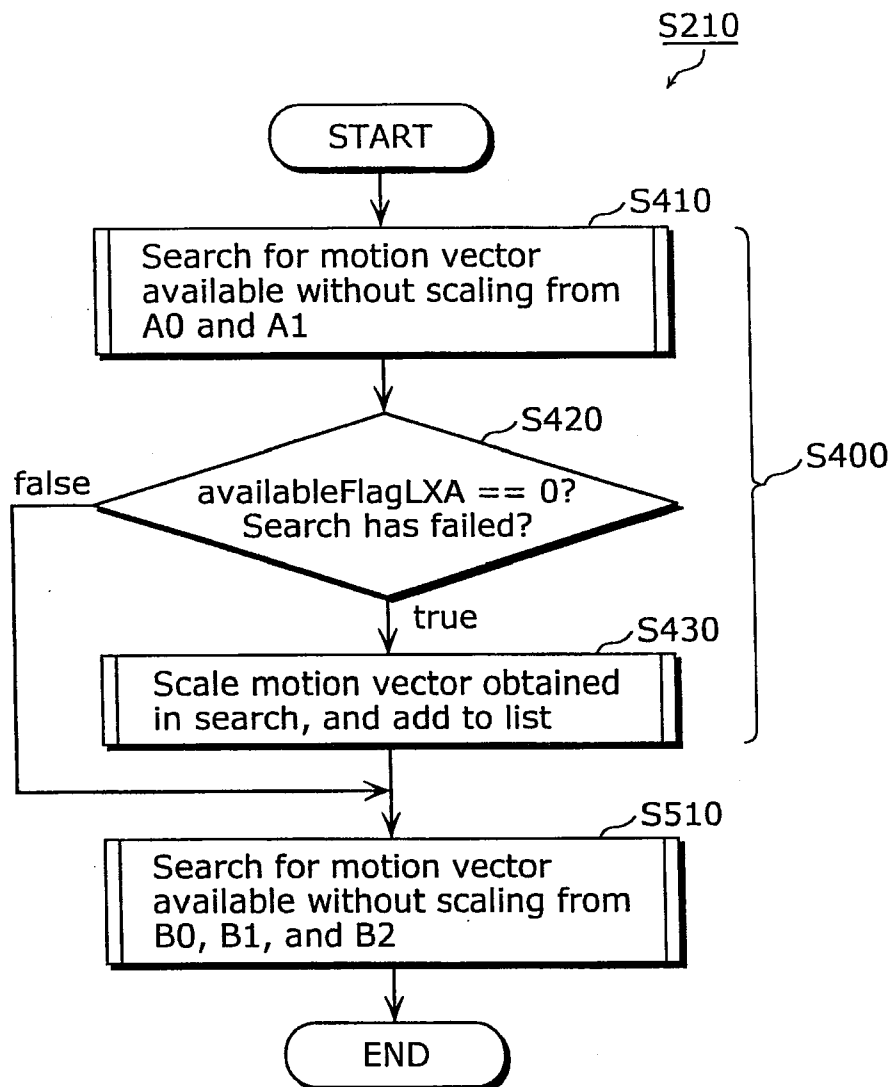 S210
START
S410
Search for motion vector
available without scaling from
A0 and A1
S420
S400
false
availableFlagLXA == 0?
Search has failed?
true
S430
Scale motion vector obtained
in search, and add to list
S510
Search for motion vector
available without scaling from
B0, B1, and B2
END